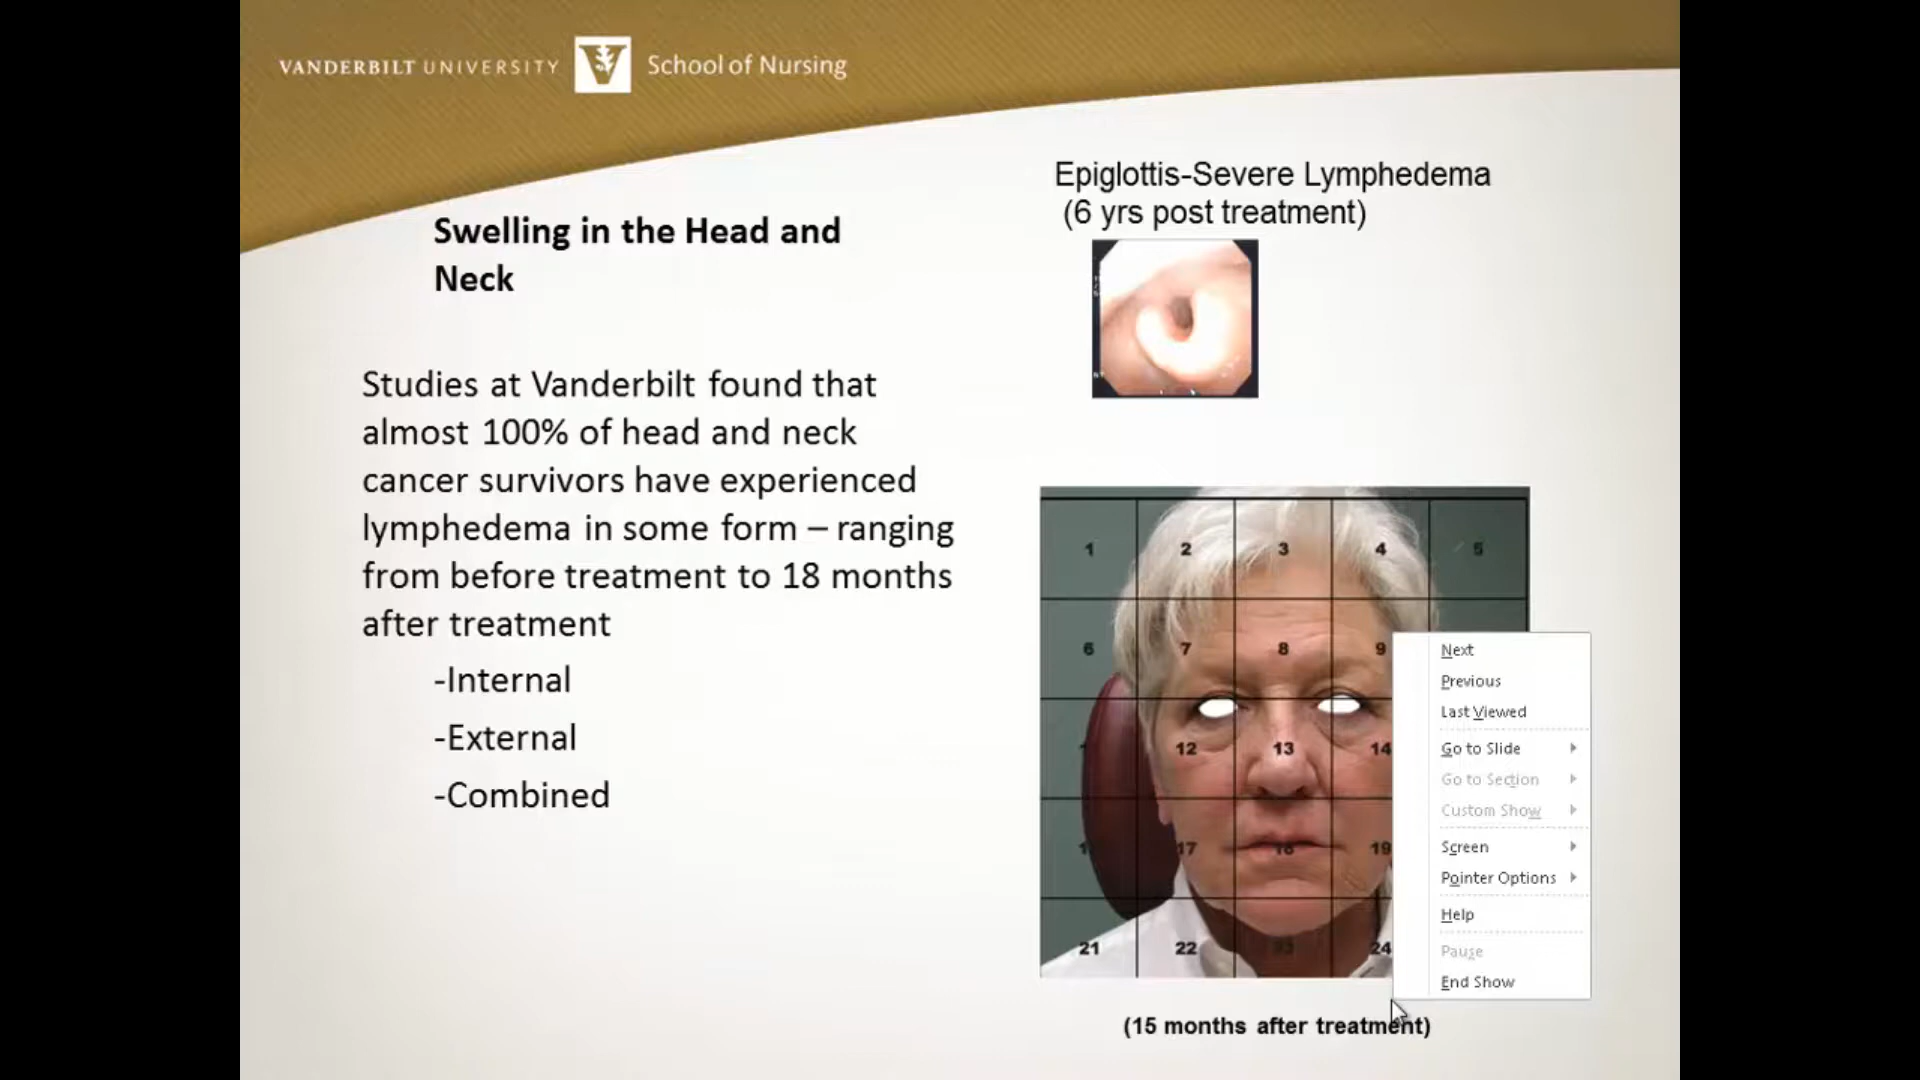 VANDERBILT UNIVERSITY School of Nursing
Swelling in the Head and
Neck
Studies at Vanderbilt found that
almost 100% of head and neck
cancer survivors have experienced
lymphedema in some form – ranging
from before treatment to 18 months
after treatment
-Internal
-External
-Combined
Epiglottis-Severe Lymphedema
(6 yrs post treatment)
1 2 3 4 5
6 7 8 9
12 13 14
17 18 19
21 22 23 24
Next
Previous
Last Viewed
Go to Slide
Go to Section
Custom Show
Screen
Pointer Options
Help
Pause
End Show
(15 months after treatment)